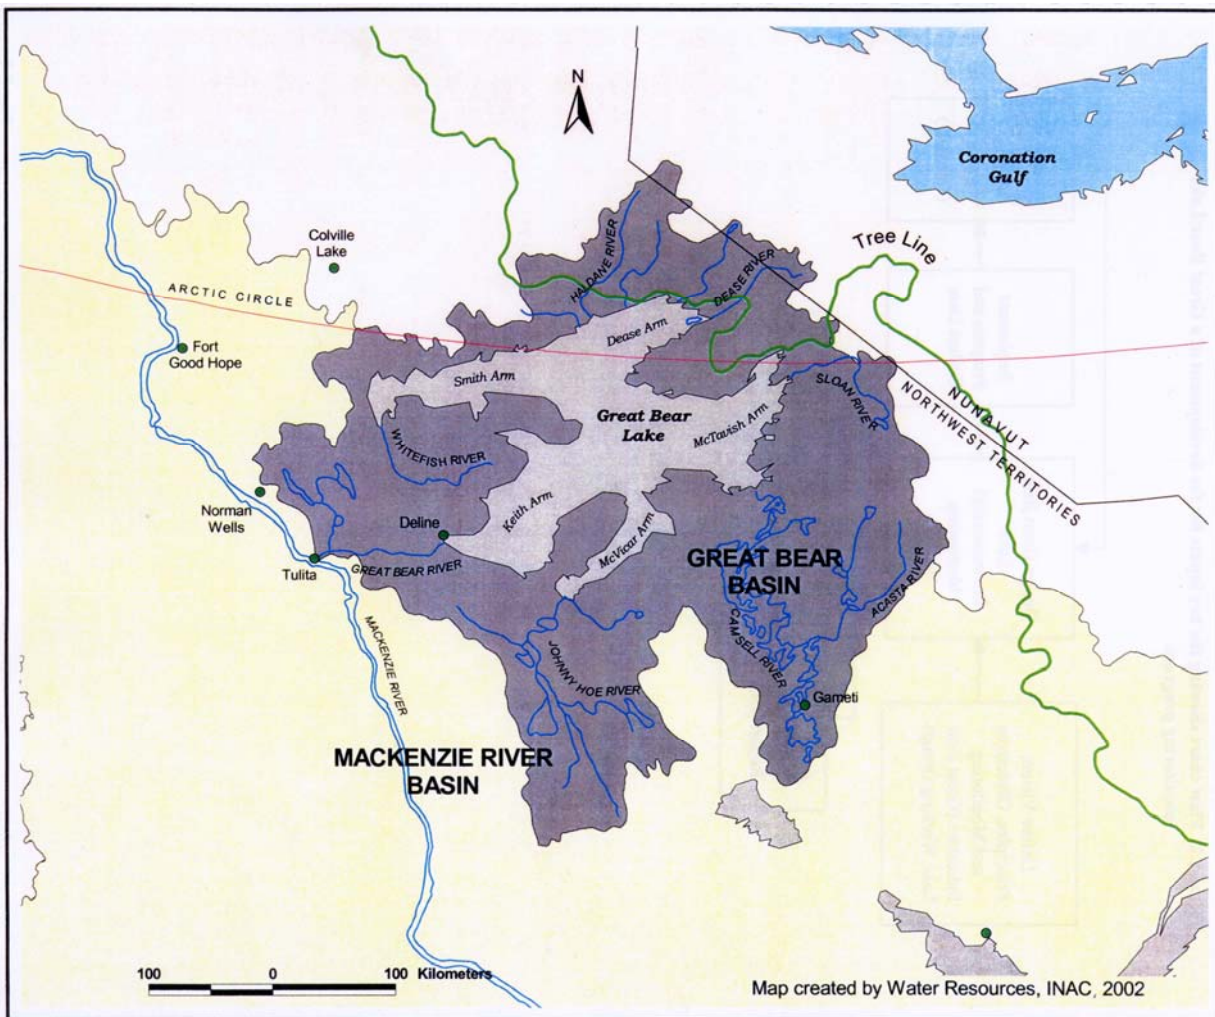 N
Coronation
Gulf
Tree Line
Colville
Lake
HALDANE RIVER
DEASE RIVER
ARCTIC CIRCLE
Dease Arm
Fort
Good Hope
Smith Arm
SLOAN RIVER
NUNAVUT
NORTHWEST TERRITORIES
Great Bear
Lake
McTavish Arm
WHITEFISH RIVER
Keith Arm
Norman
Wells
Deline
McVicar Arm
GREAT BEAR
BASIN
Tulita
GREAT BEAR RIVER
ACASTA RIVER
MACKENZIE RIVER
JOHNNY HOE RIVER
CAMSELL RIVER
Gameti
MACKENZIE RIVER
BASIN
100 0 100 Kilometers
Map created by Water Resources, INAC, 2002